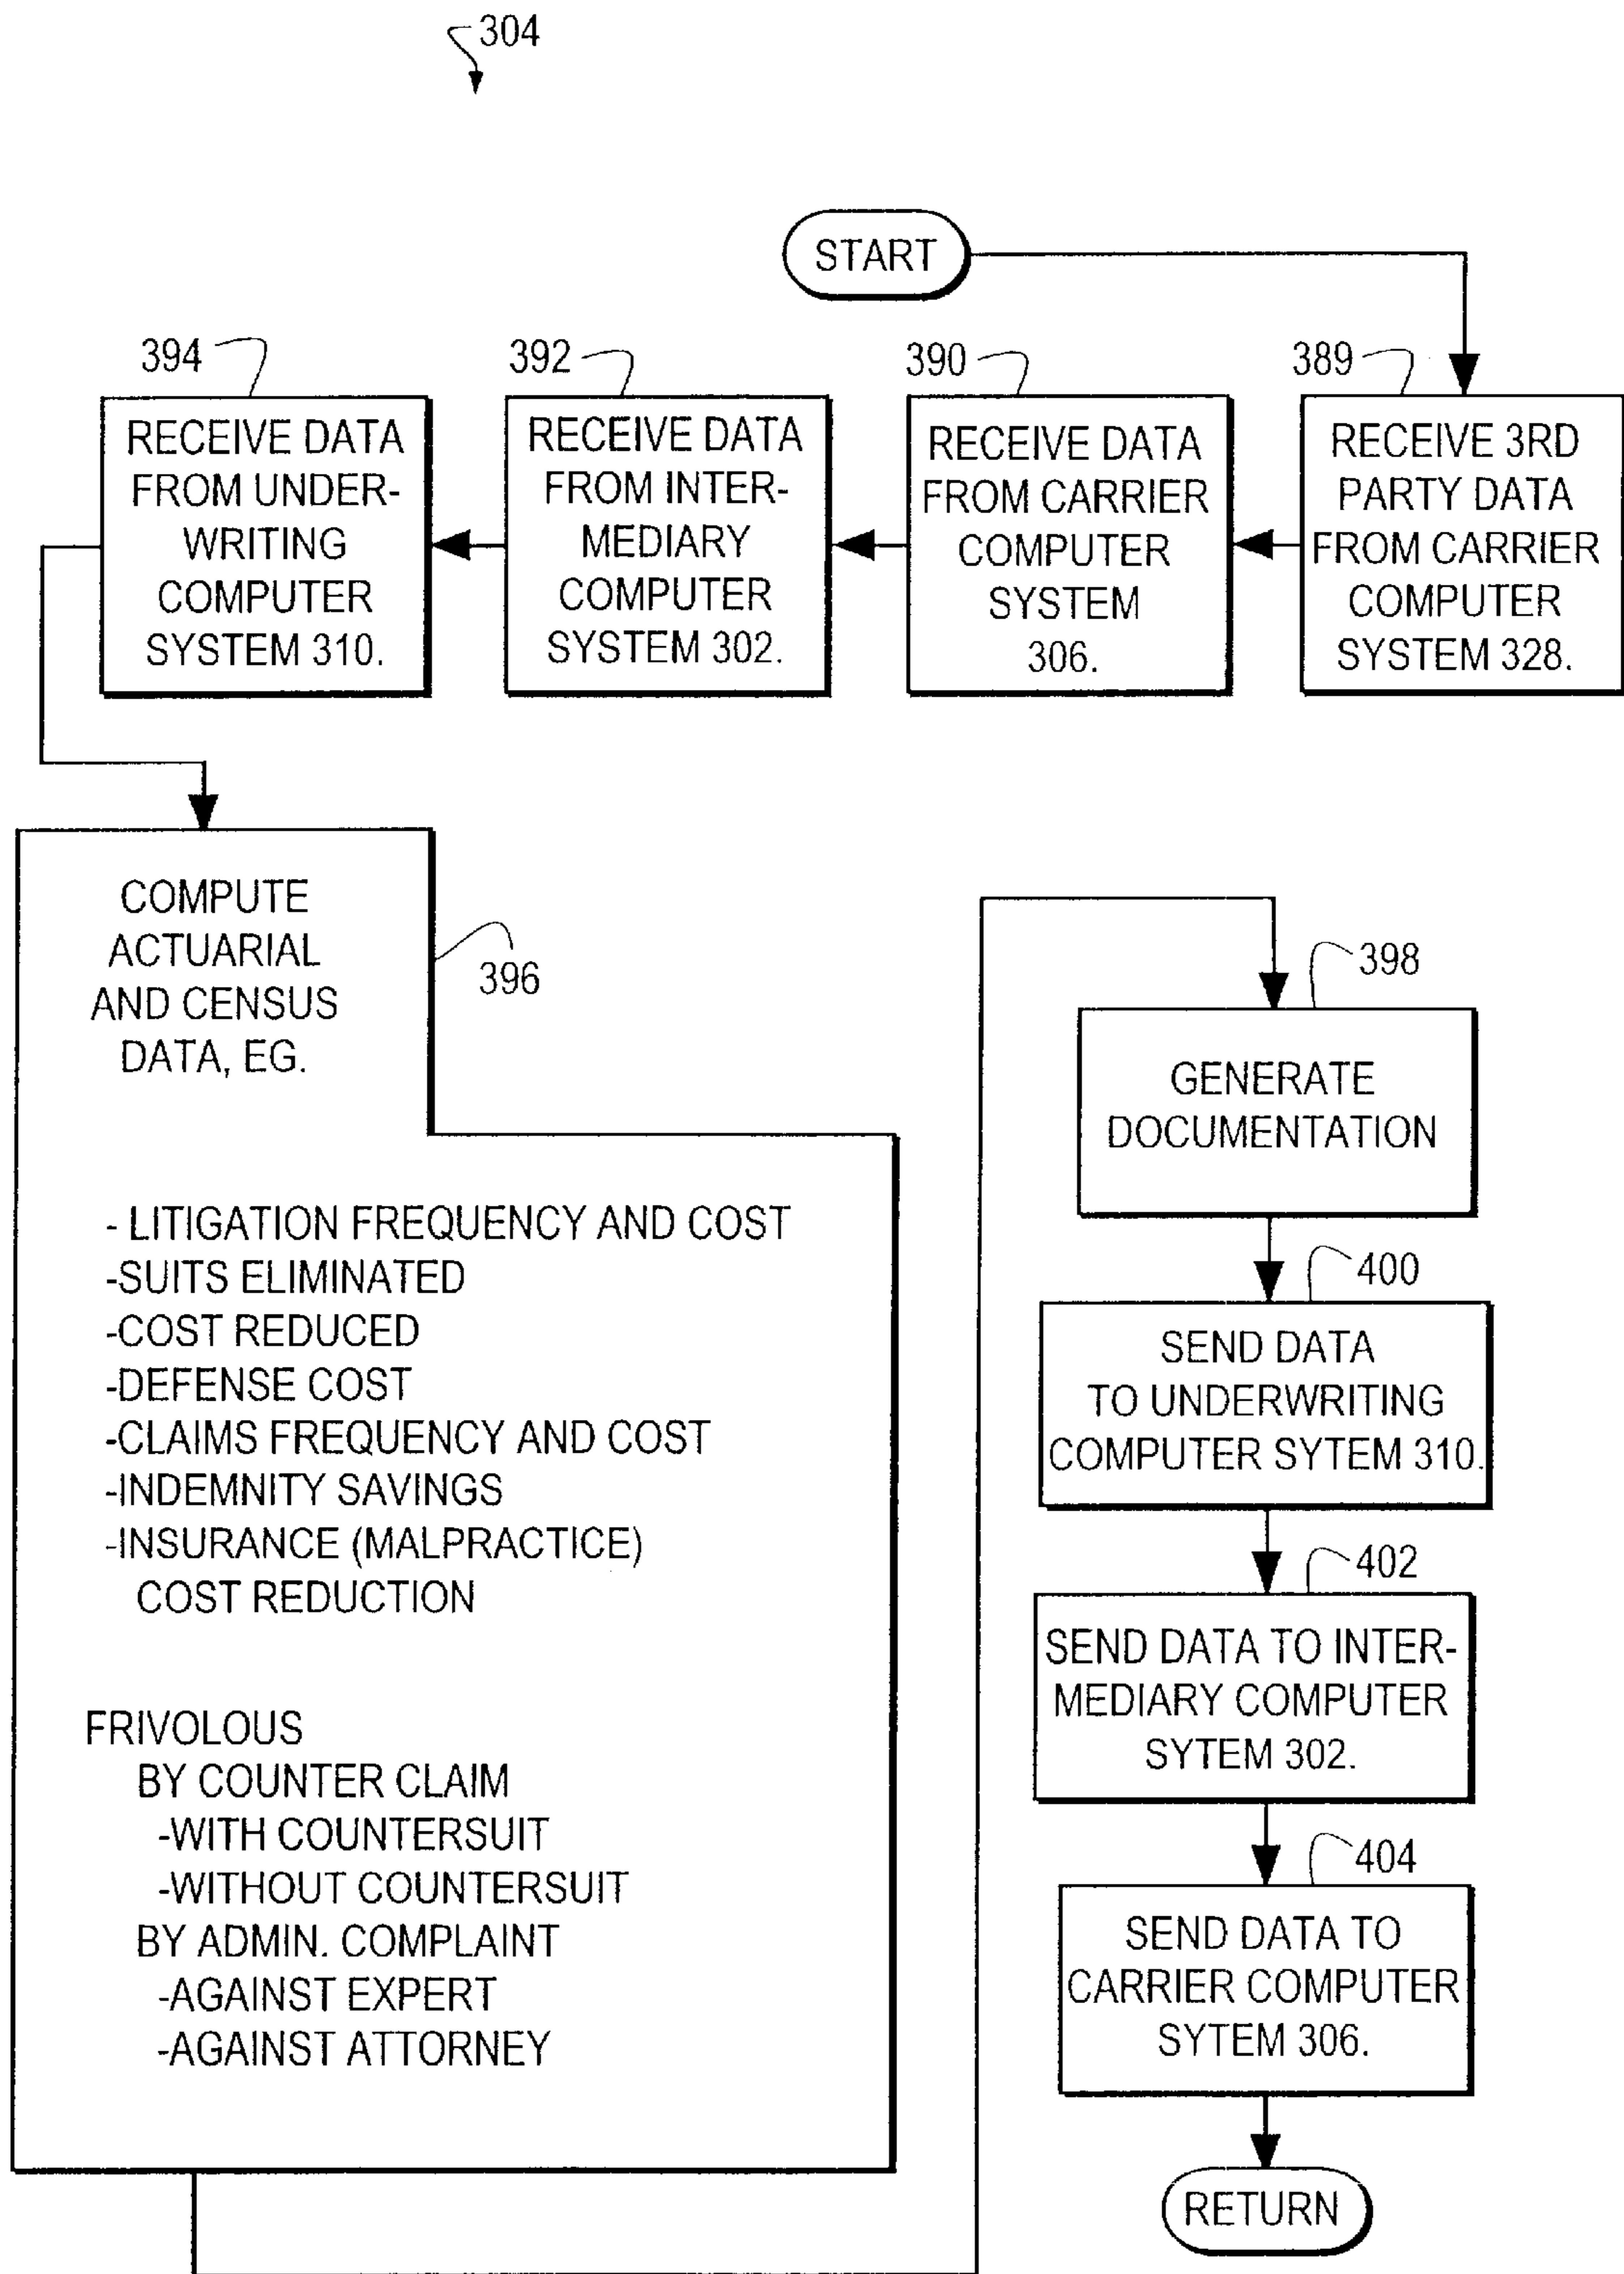 304
START
389
RECEIVE 3RD
PARTY DATA
FROM CARRIER
COMPUTER
SYSTEM 328.
390
RECEIVE DATA
FROM CARRIER
COMPUTER
SYSTEM
306.
392
RECEIVE DATA
FROM INTER-
MEDIARY
COMPUTER
SYSTEM 302.
394
RECEIVE DATA
FROM UNDER-
WRITING
COMPUTER
SYSTEM 310.
396
COMPUTE
ACTUARIAL
AND CENSUS
DATA, EG.
- LITIGATION FREQUENCY AND COST
-SUITS ELIMINATED
-COST REDUCED
-DEFENSE COST
-CLAIMS FREQUENCY AND COST
-INDEMNITY SAVINGS
-INSURANCE (MALPRACTICE)
COST REDUCTION
FRIVOLOUS
BY COUNTER CLAIM
-WITH COUNTERSUIT
-WITHOUT COUNTERSUIT
BY ADMIN. COMPLAINT
-AGAINST EXPERT
-AGAINST ATTORNEY
398
GENERATE
DOCUMENTATION
400
SEND DATA
TO UNDERWRITING
COMPUTER SYTEM 310.
402
SEND DATA TO INTER-
MEDIARY COMPUTER
SYTEM 302.
404
SEND DATA TO
CARRIER COMPUTER
SYTEM 306.
RETURN